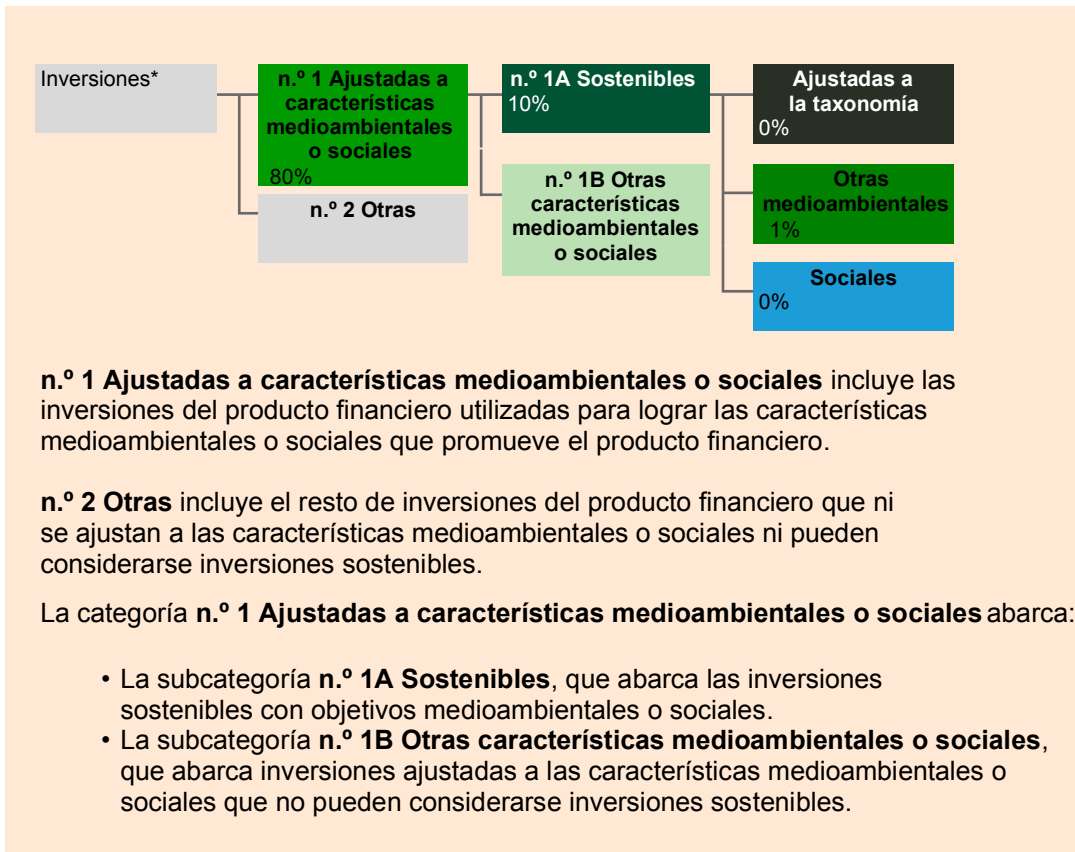 Inversiones*
n.º 1 Ajustadas a
características
medioambientales
o sociales
80%
n.º 2 Otras
n.º 1A Sostenibles
10%
n.º 1B Otras
características
medioambientales
o sociales
Ajustadas a
la taxonomía
0%
Otras
medioambientales
1%
Sociales
0%
n.º 1 Ajustadas a características medioambientales o sociales incluye las
inversiones del producto financiero utilizadas para lograr las características
medioambientales o sociales que promueve el producto financiero.
n.º 2 Otras incluye el resto de inversiones del producto financiero que ni
se ajustan a las características medioambientales o sociales ni pueden
considerarse inversiones sostenibles.
La categoría n.º 1 Ajustadas a características medioambientales o sociales abarca:
• La subcategoría n.º 1A Sostenibles, que abarca las inversiones
sostenibles con objetivos medioambientales o sociales.
• La subcategoría n.º 1B Otras características medioambientales o sociales,
que abarca inversiones ajustadas a las características medioambientales o
sociales que no pueden considerarse inversiones sostenibles.